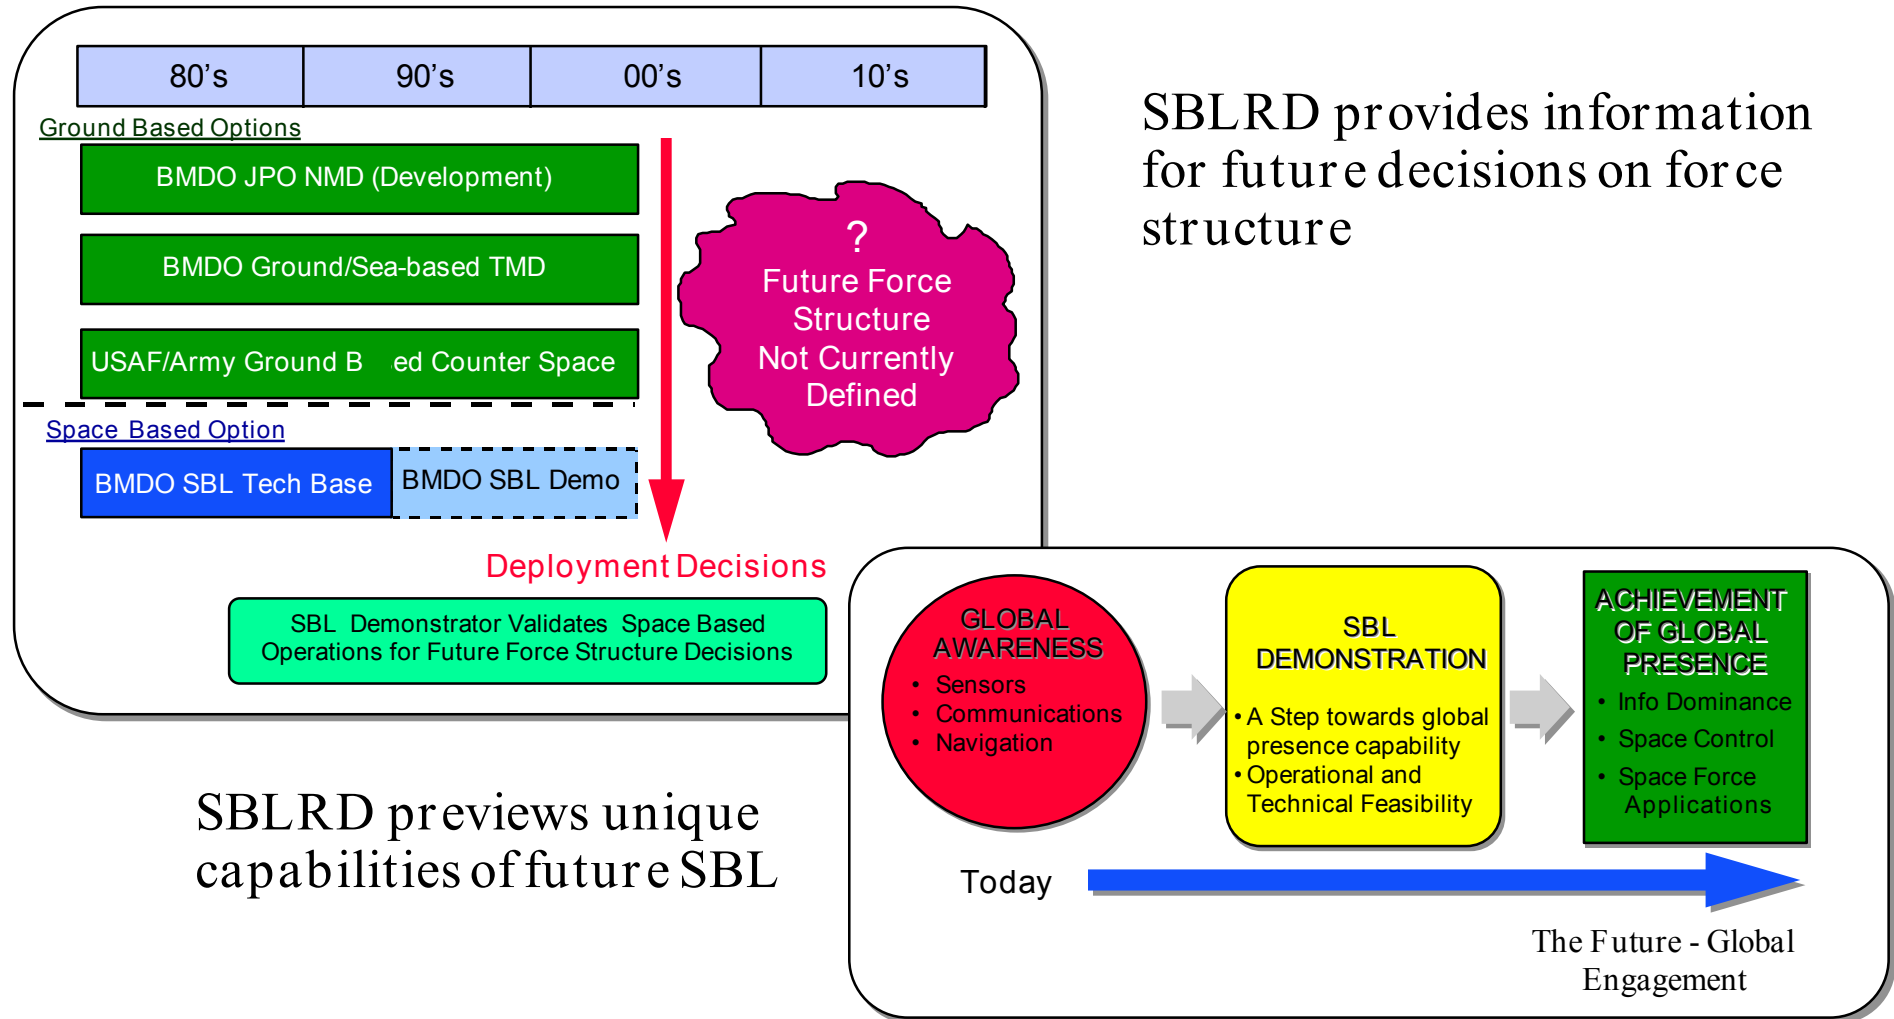 80's 90's 00's 10's
Ground Based Options
BMDO JPO NMD (Development)
BMDO Ground/Sea-based TMD
USAF/Army Ground B ed Counter Space
Space Based Option
BMDO SBL Tech Base
BMDO SBL Demo
?
Future Force
Structure
Not Currently
Defined
Deployment Decisions
SBL Demonstrator Validates Space Based
Operations for Future Force Structure Decisions
SBLRD provides information
for future decisions on force
structure
SBLRD previews unique
capabilities of future SBL
GLOBAL
AWARENESS
• Sensors
• Communications
• Navigation
SBL
DEMONSTRATION
• A Step towards global
presence capability
• Operational and
Technical Feasibility
ACHIEVEMENT
OF GLOBAL
PRESENCE
• Info Dominance
• Space Control
• Space Force
Applications
Today
The Future - Global
Engagement